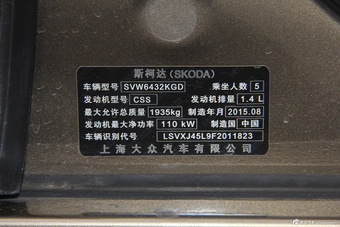 斯柯达(SKODA)
车辆型号 SVW6432KGD 乘坐人数 5
发动机型号 CSS 发动机排量 1.4 L
最大允许总质量 1935kg 制造年月 2015.08
发动机最大净功率 110 kW 制造国 中国
车辆识别代号 LSVXJ45L9F2011823
上海大众汽车有限公司